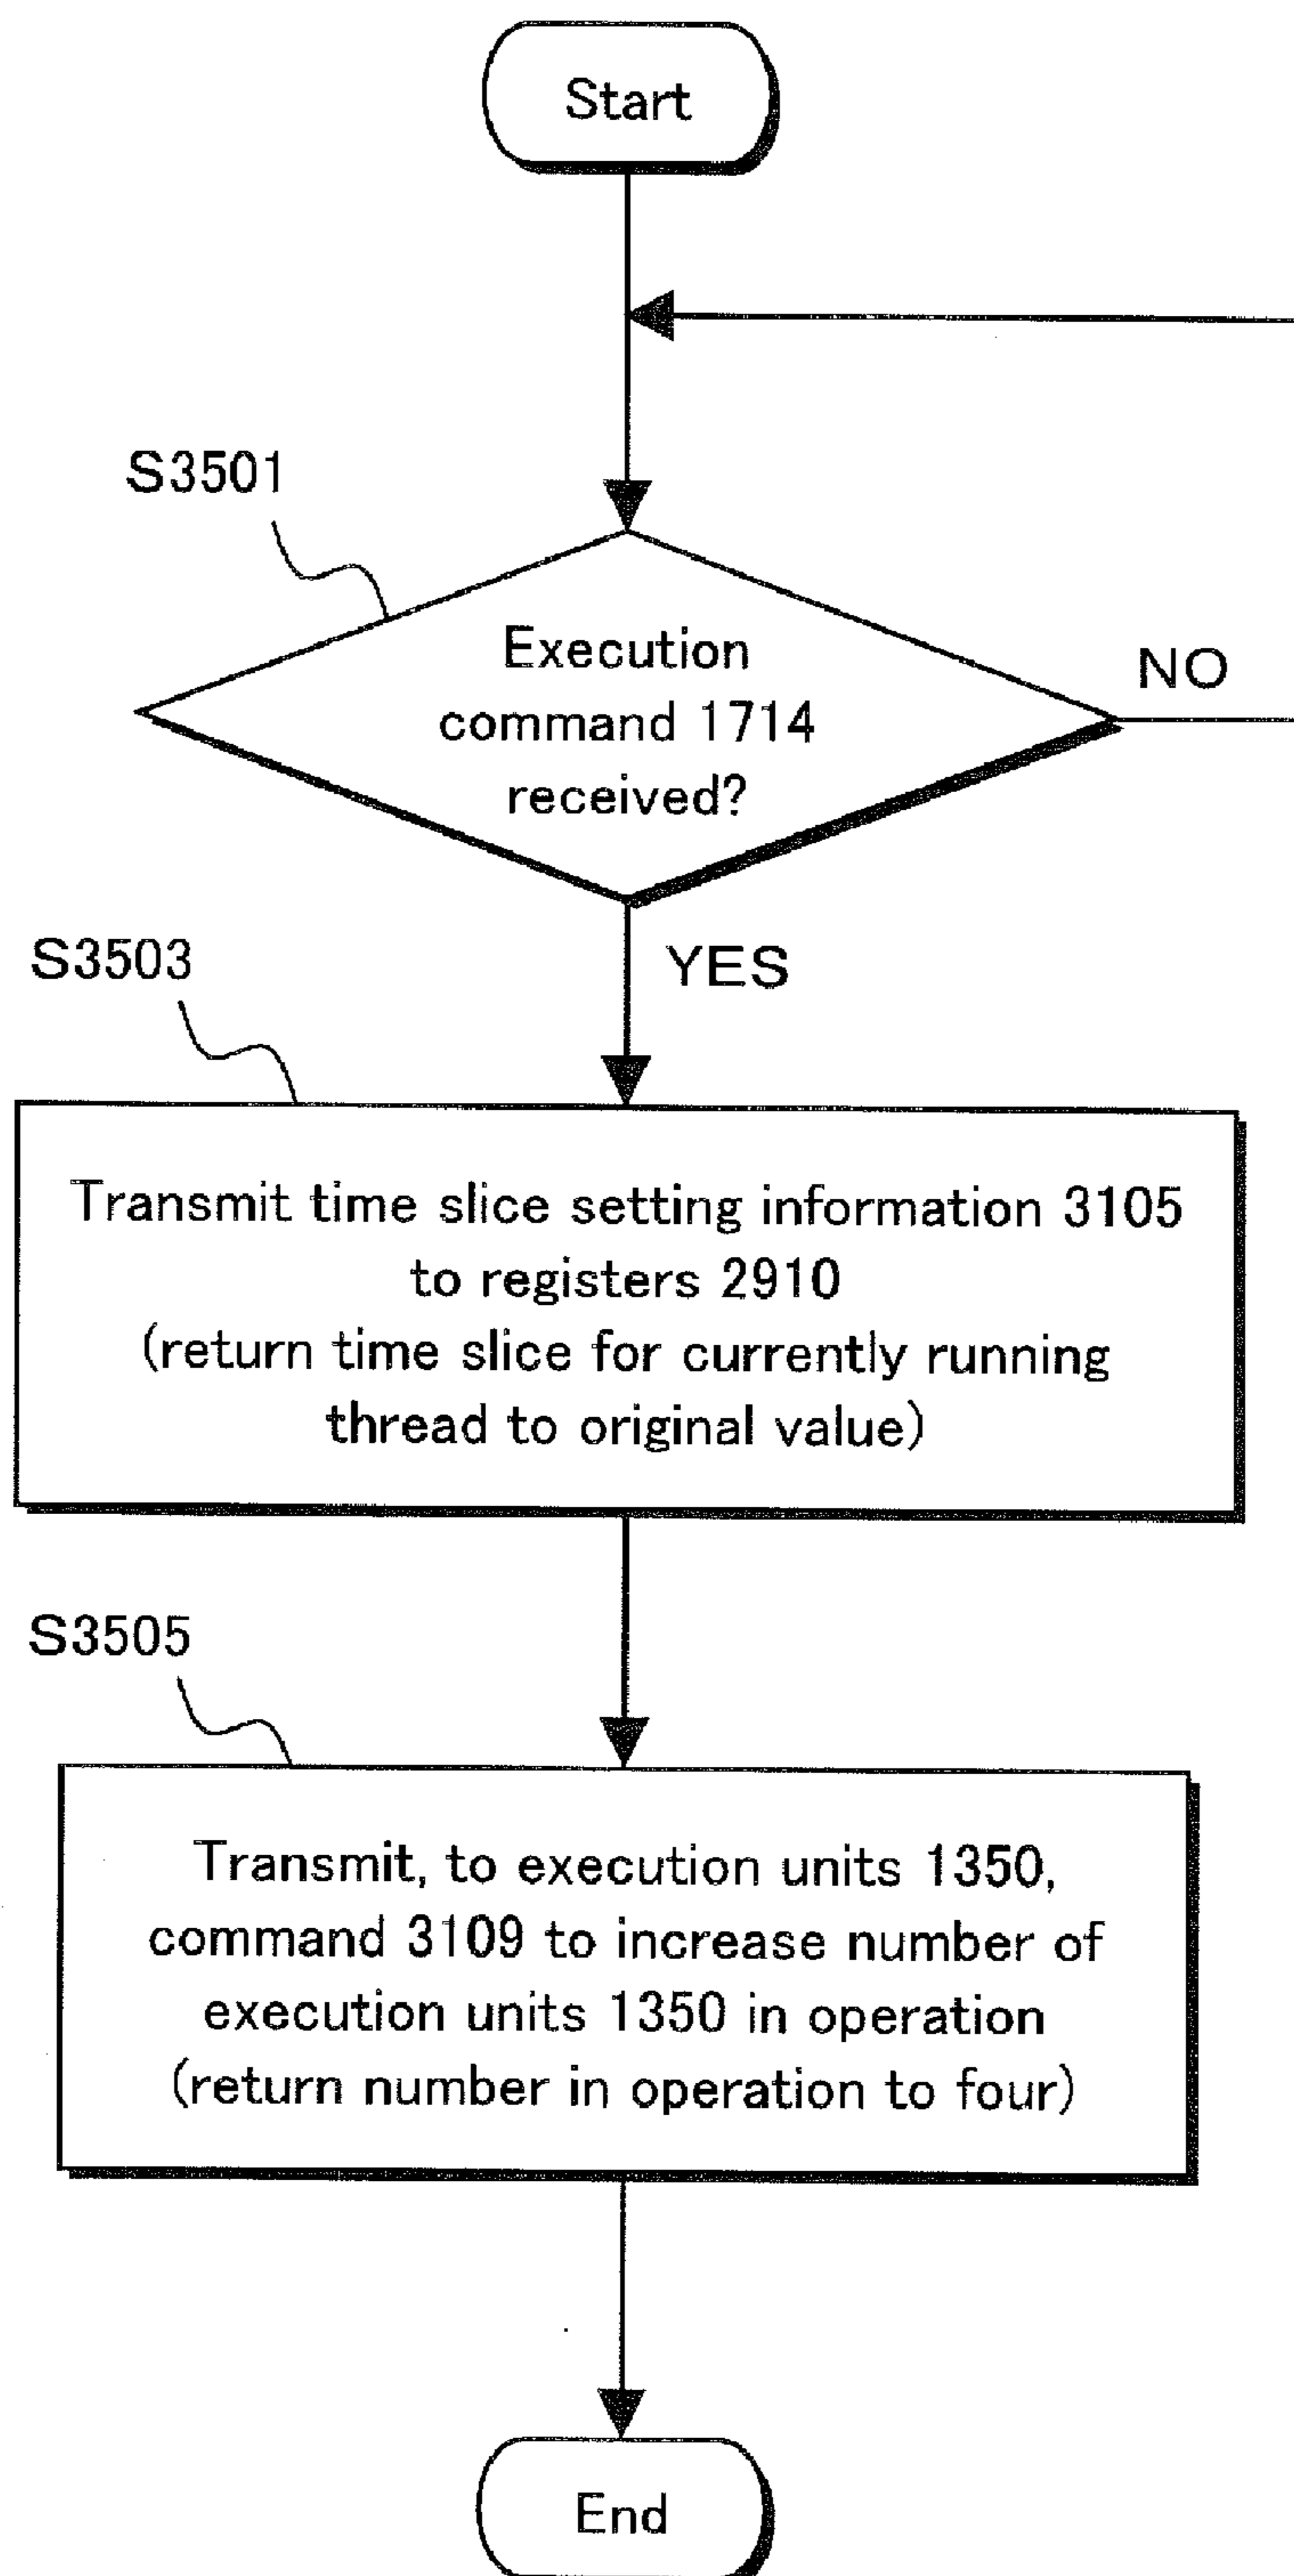 Start
S3501
Execution
command 1714
received?
NO
YES
S3503
Transmit time slice setting information 3105
to registers 2910
(return time slice for currently running
thread to original value)
S3505
Transmit, to execution units 1350,
command 3109 to increase number of
execution units 1350 in operation
(return number in operation to four)
End